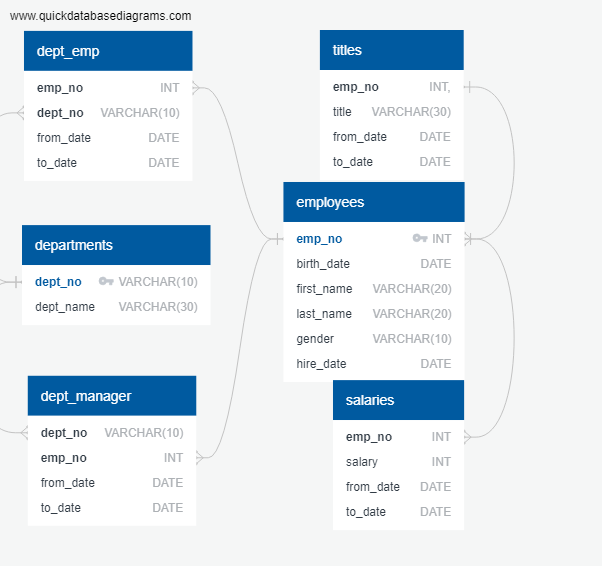 www.quickdatabasediagrams.com
dept_emp
emp_no INT
dept_no VARCHAR(10)
from_date DATE
to_date DATE
titles
emp_no INT,
title VARCHAR(30)
from_date DATE
to_date DATE
employees
emp_no INT
birth_date DATE
first_name VARCHAR(20)
last_name VARCHAR(20)
gender VARCHAR(10)
hire_date DATE
departments
dept_no VARCHAR(10)
dept_name VARCHAR(30)
dept_manager
dept_no VARCHAR(10)
emp_no INT
from_date DATE
to_date DATE
salaries
emp_no INT
salary INT
from_date DATE
to_date DATE